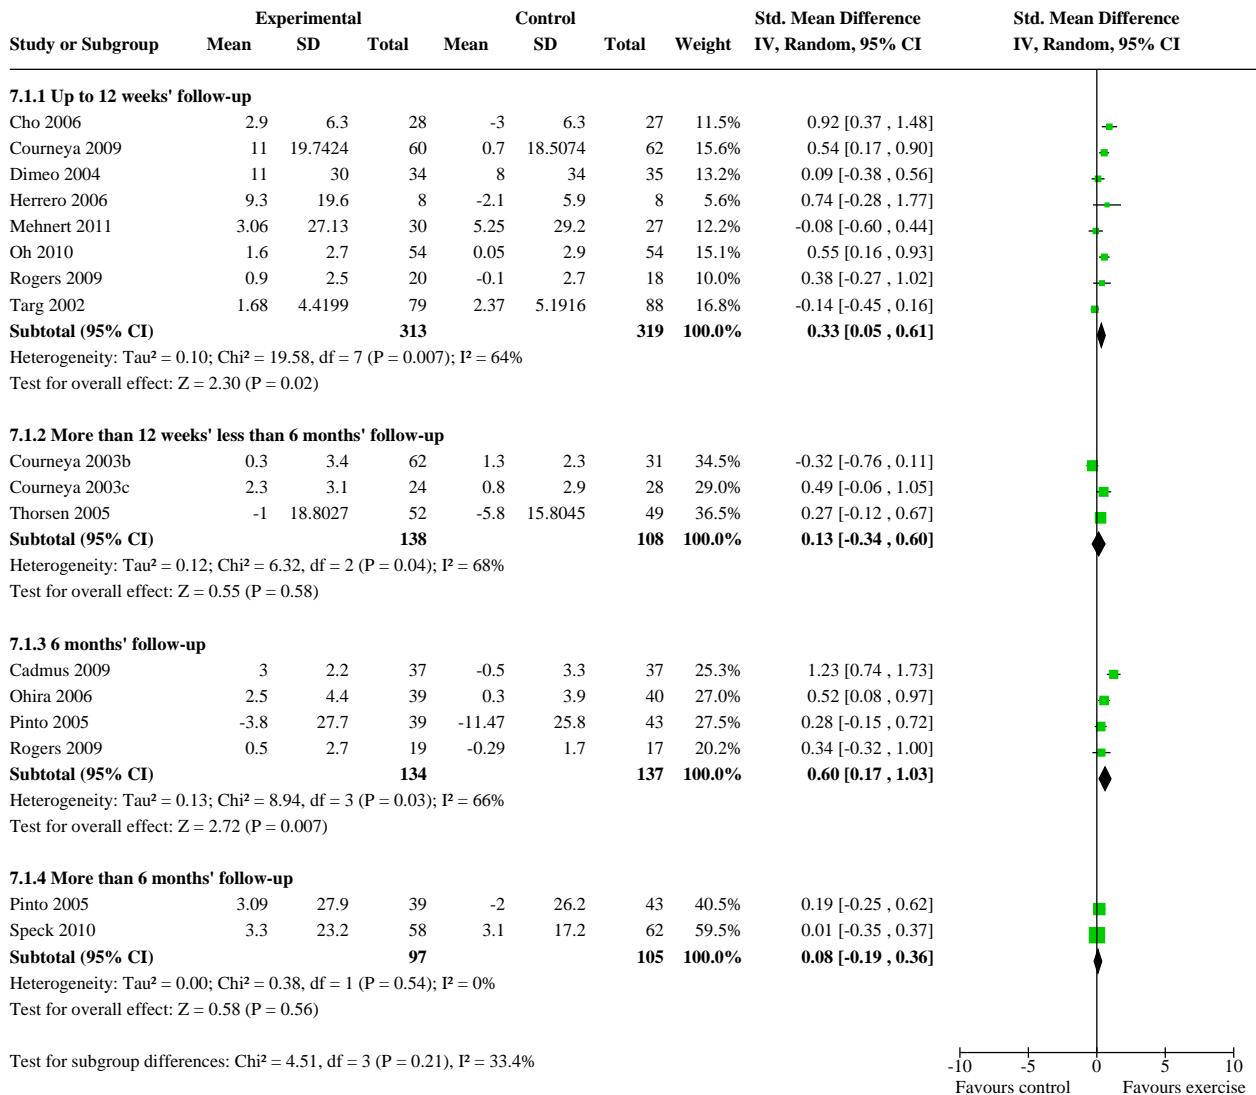 Experimental Control Std. Mean Difference Std. Mean Difference
Study or Subgroup Mean SD Total Mean SD Total Weight IV, Random, 95% CI IV, Random, 95% CI
7.1.1 Up to 12 weeks' follow-up
Cho 2006 2.9 6.3 28 -3 6.3 27 11.5% 0.92 [0.37 , 1.48]
Courneya 2009 11 19.7424 60 0.7 18.5074 62 15.6% 0.54 [0.17 , 0.90]
Dimeo 2004 11 30 34 8 34 35 13.2% 0.09 [-0.38 , 0.56]
Herrero 2006 9.3 19.6 8 -2.1 5.9 8 5.6% 0.74 [-0.28 , 1.77]
Mehnert 2011 3.06 27.13 30 5.25 29.2 27 12.2% -0.08 [-0.60 , 0.44]
Oh 2010 1.6 2.7 54 0.05 2.9 54 15.1% 0.55 [0.16 , 0.93]
Rogers 2009 0.9 2.5 20 -0.1 2.7 18 10.0% 0.38 [-0.27 , 1.02]
Targ 2002 1.68 4.4199 79 2.37 5.1916 88 16.8% -0.14 [-0.45 , 0.16]
Subtotal (95% CI) 313 319 100.0% 0.33 [0.05 , 0.61]
Heterogeneity: Tau² = 0.10; Chi² = 19.58, df = 7 (P = 0.007); I² = 64%
Test for overall effect: Z = 2.30 (P = 0.02)
7.1.2 More than 12 weeks' less than 6 months' follow-up
Courneya 2003b 0.3 3.4 62 1.3 2.3 31 34.5% -0.32 [-0.76 , 0.11]
Courneya 2003c 2.3 3.1 24 0.8 2.9 28 29.0% 0.49 [-0.06 , 1.05]
Thorsen 2005 -1 18.8027 52 -5.8 15.8045 49 36.5% 0.27 [-0.12 , 0.67]
Subtotal (95% CI) 138 108 100.0% 0.13 [-0.34 , 0.60]
Heterogeneity: Tau² = 0.12; Chi² = 6.32, df = 2 (P = 0.04); I² = 68%
Test for overall effect: Z = 0.55 (P = 0.58)
7.1.3 6 months' follow-up
Cadmus 2009 3 2.2 37 -0.5 3.3 37 25.3% 1.23 [0.74 , 1.73]
Ohira 2006 2.5 4.4 39 0.3 3.9 40 27.0% 0.52 [0.08 , 0.97]
Pinto 2005 -3.8 27.7 39 -11.47 25.8 43 27.5% 0.28 [-0.15 , 0.72]
Rogers 2009 0.5 2.7 19 -0.29 1.7 17 20.2% 0.34 [-0.32 , 1.00]
Subtotal (95% CI) 134 137 100.0% 0.60 [0.17 , 1.03]
Heterogeneity: Tau² = 0.13; Chi² = 8.94, df = 3 (P = 0.03); I² = 66%
Test for overall effect: Z = 2.72 (P = 0.007)
7.1.4 More than 6 months' follow-up
Pinto 2005 3.09 27.9 39 -2 26.2 43 40.5% 0.19 [-0.25 , 0.62]
Speck 2010 3.3 23.2 58 3.1 17.2 62 59.5% 0.01 [-0.35 , 0.37]
Subtotal (95% CI) 97 105 100.0% 0.08 [-0.19 , 0.36]
Heterogeneity: Tau² = 0.00; Chi² = 0.38, df = 1 (P = 0.54); I² = 0%
Test for overall effect: Z = 0.58 (P = 0.56)
Test for subgroup differences: Chi² = 4.51, df = 3 (P = 0.21), I² = 33.4%
-10 -5 0 5 10
Favours control Favours exercise